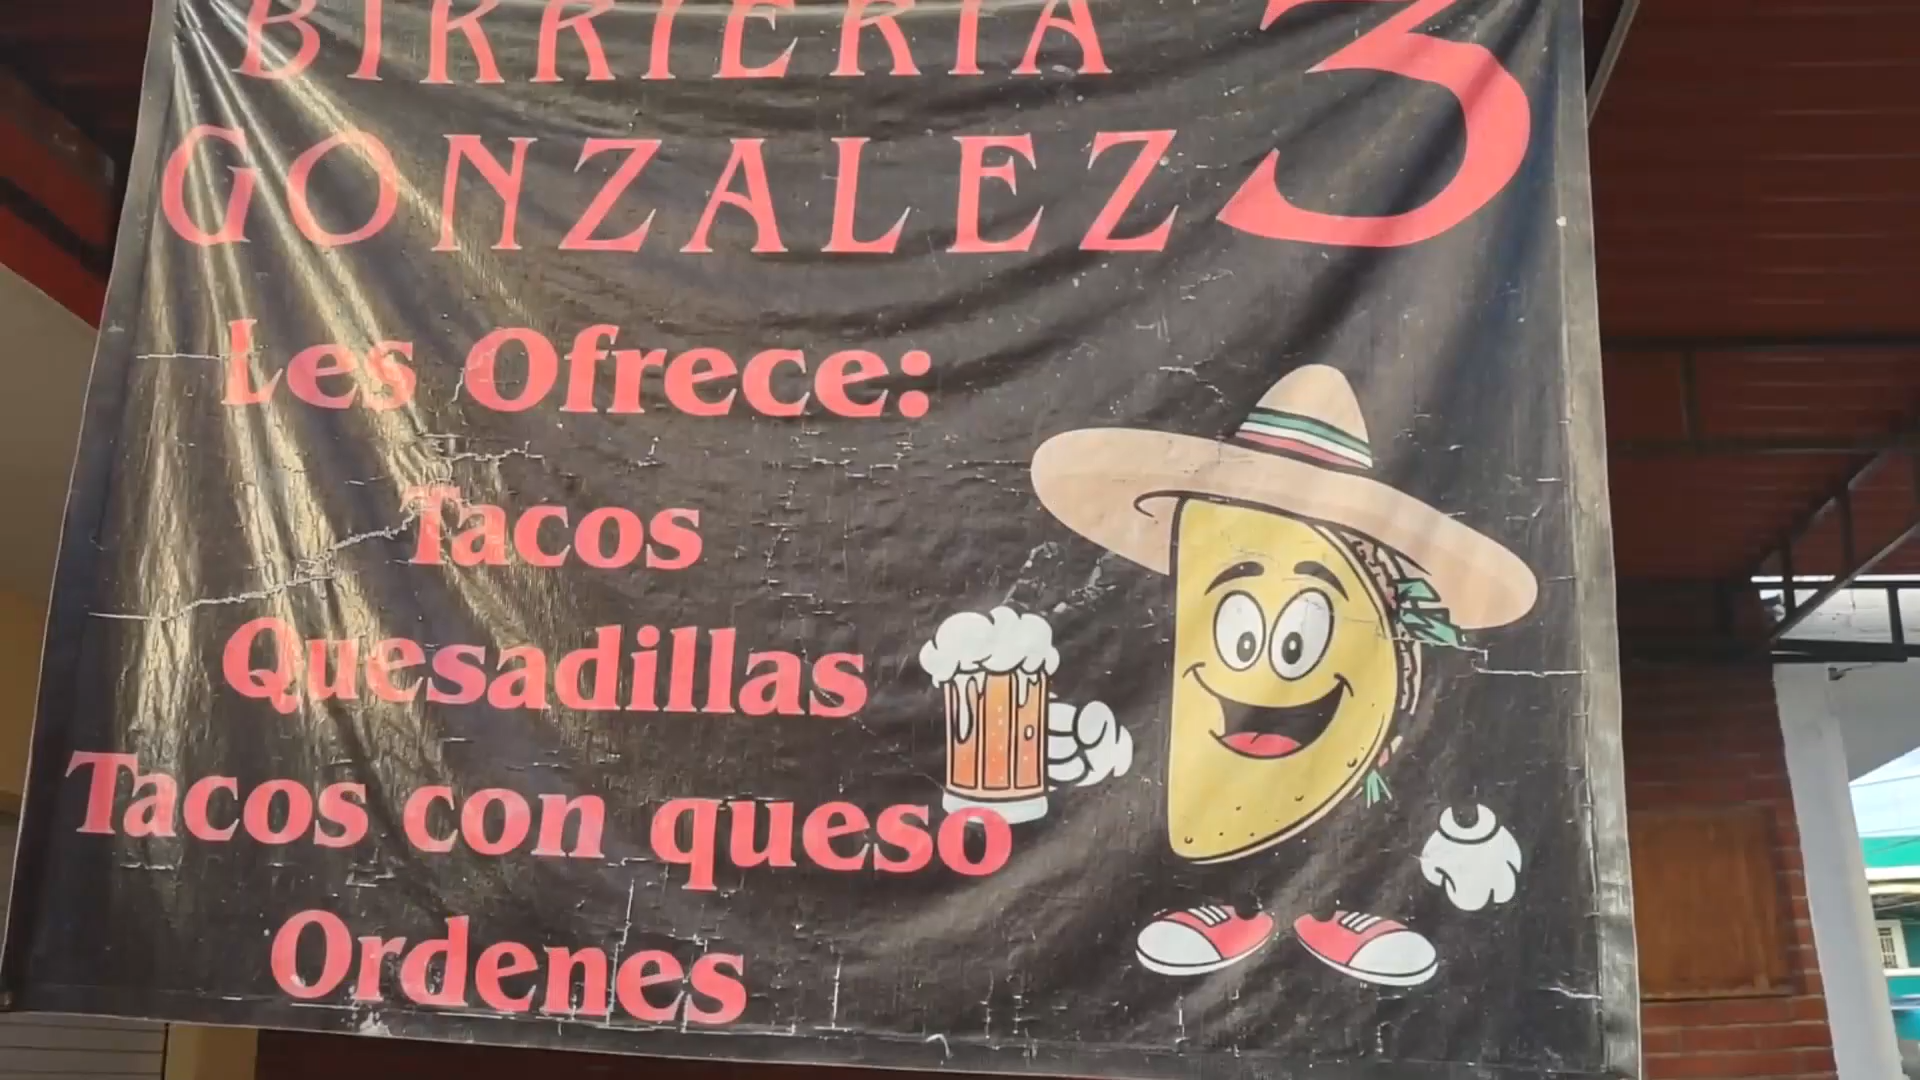 BIRRIERIA 3
GONZALEZ
Les Ofrece:
Tacos
Quesadillas
Tacos con queso
Ordenes